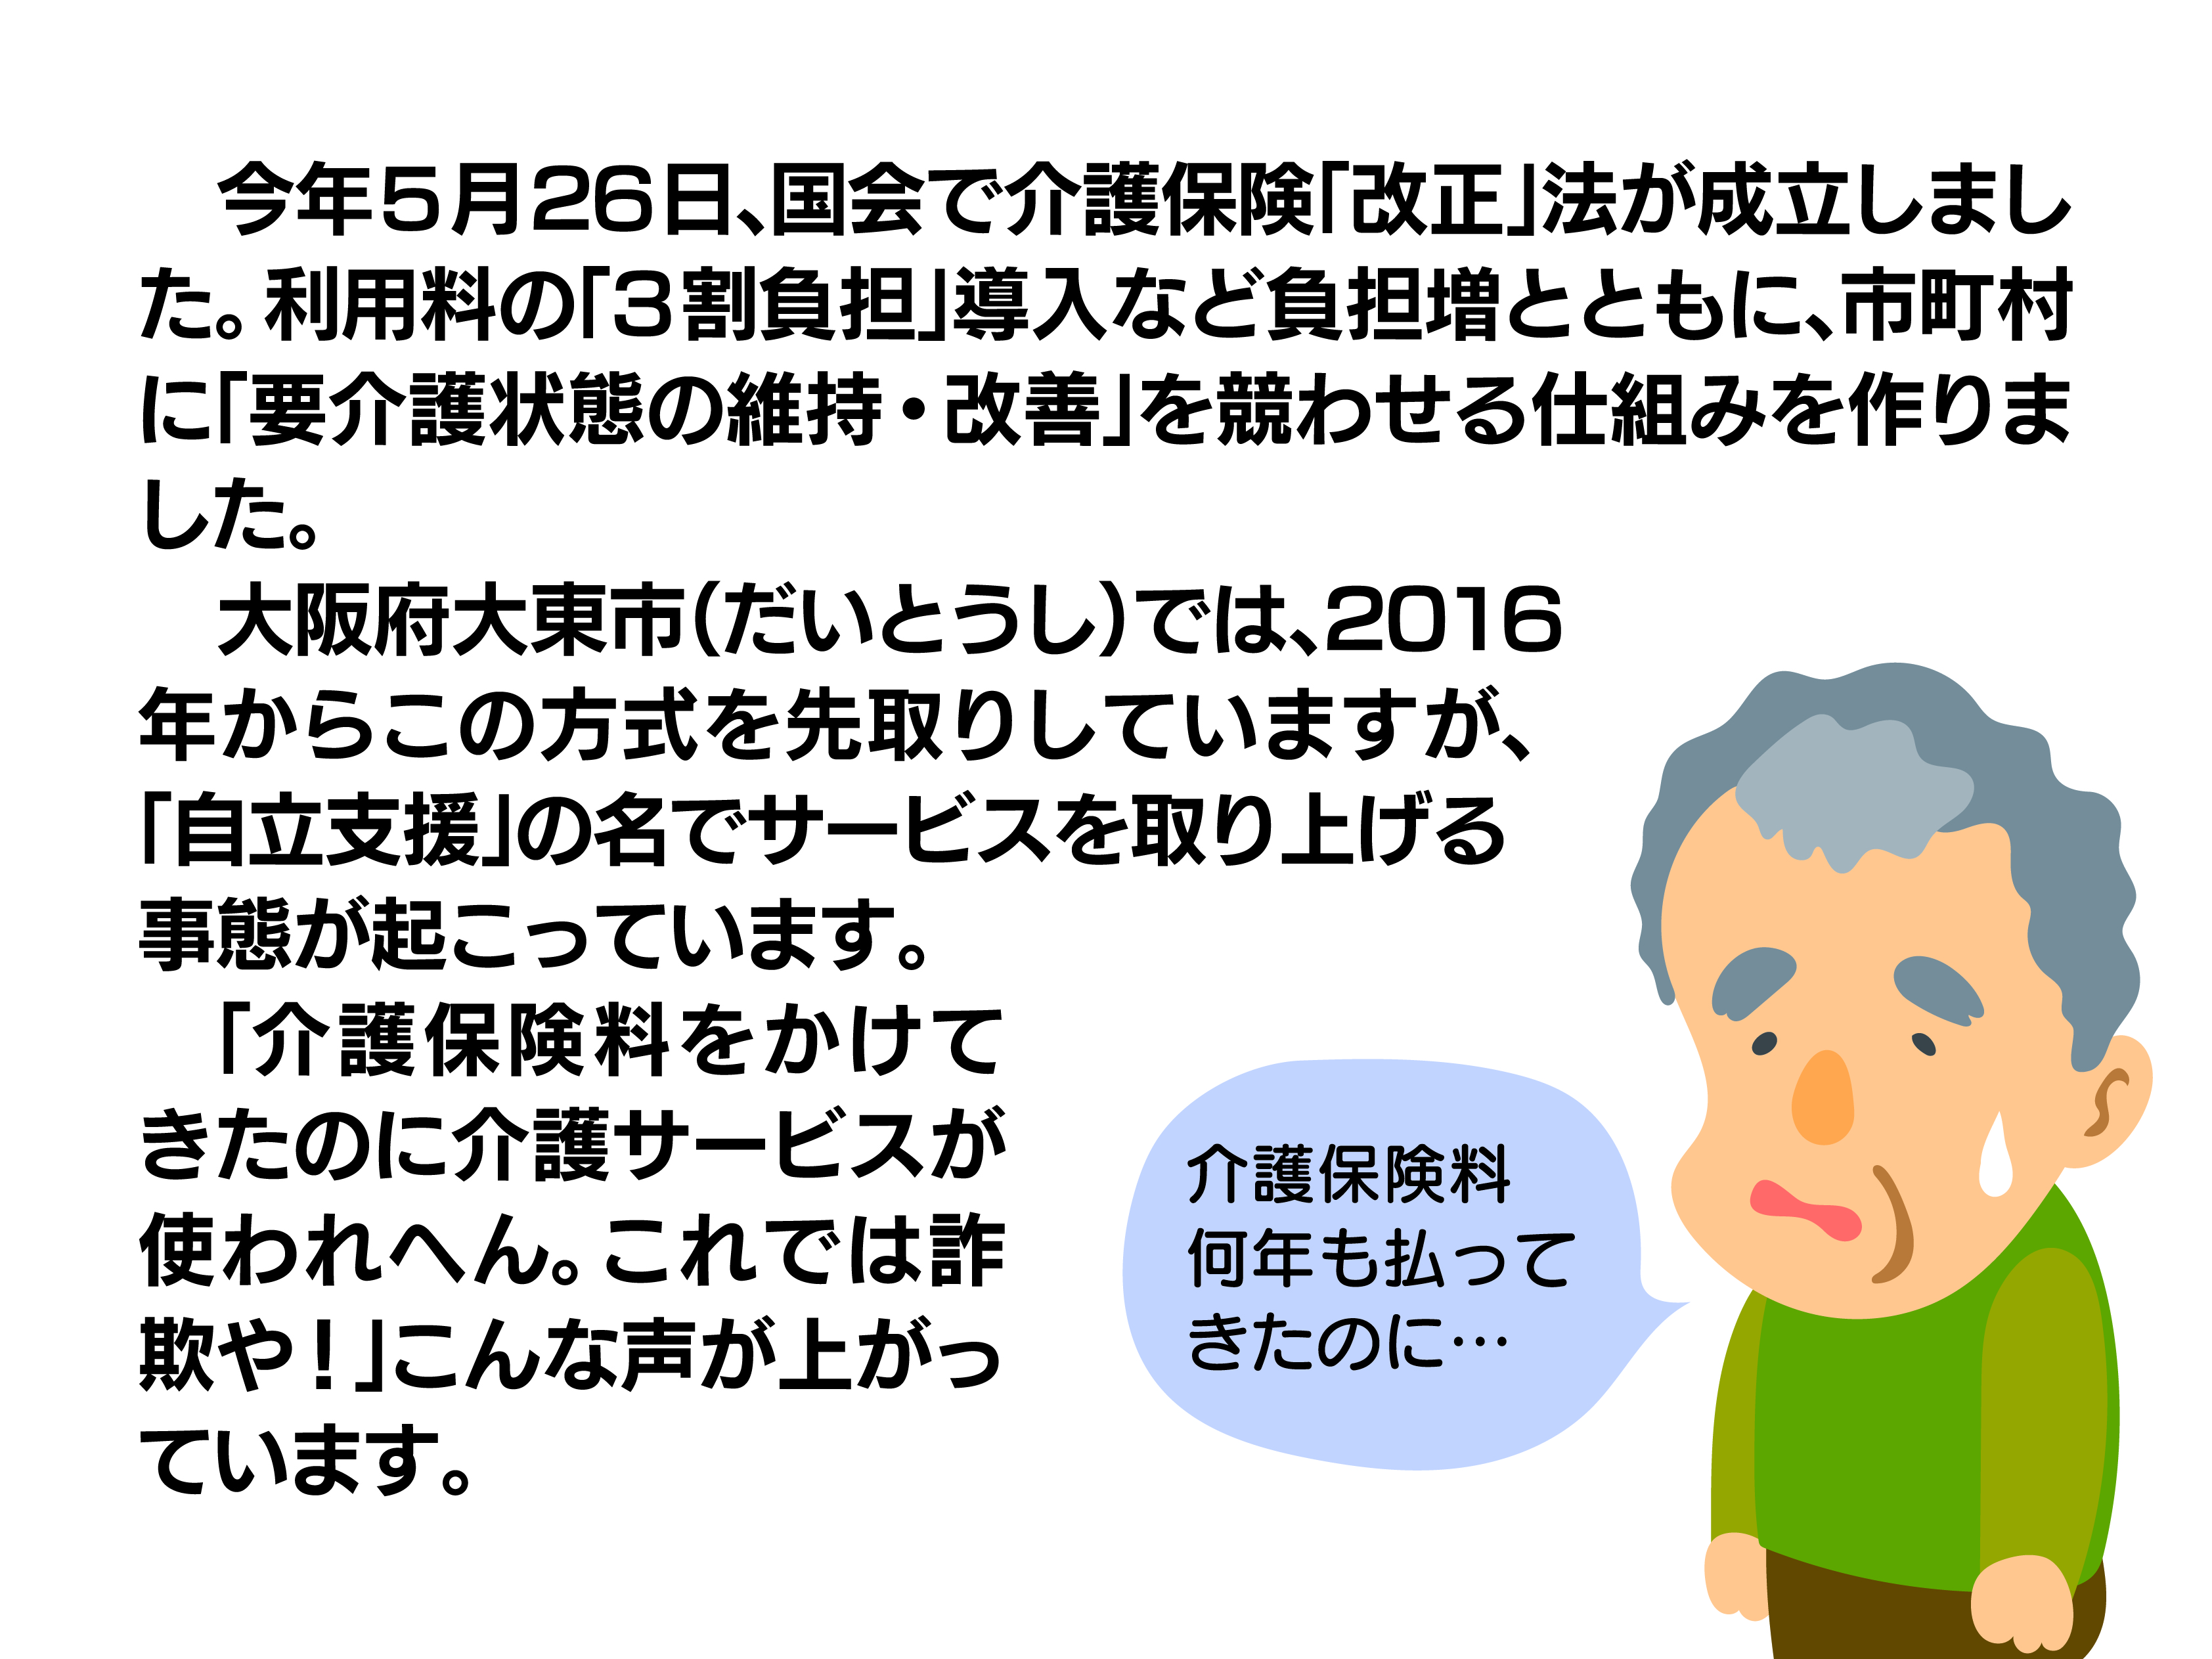 今年5月26日、国会で介護保険「改正」法が成立しまし
た。利用料の「3割負担」導入など負担増とともに、市町村
に「要介護状態の維持・改善」を競わせる仕組みを作りま
した。
大阪府大東市(だいとうし)では、2016
年からこの方式を先取りしていますが、
「自立支援」の名でサービスを取り上げる
事態が起こっています。
「介護保険料をかけて
きたのに介護サービスが
使われへん。これでは詐
欺や！」こんな声が上がっ
ています。
介護保険料
何年も払って
きたのに…